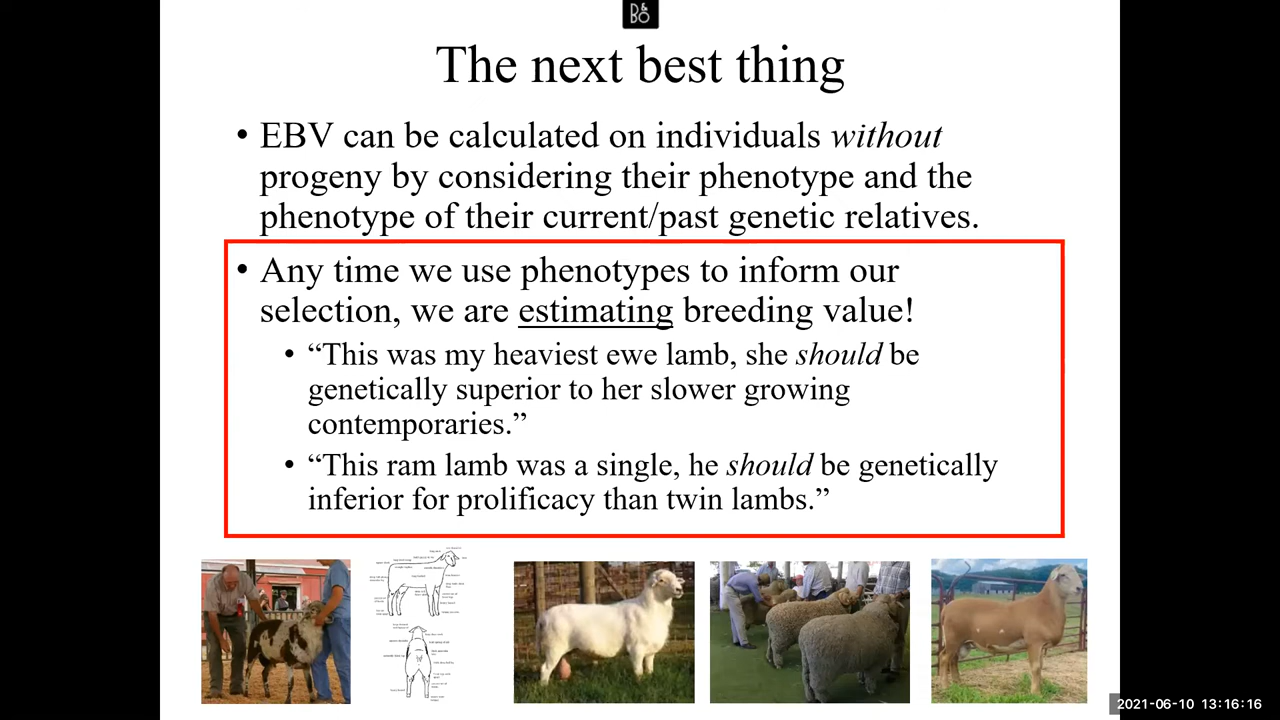 B&O
The next best thing
• EBV can be calculated on individuals without
progeny by considering their phenotype and the
phenotype of their current/past genetic relatives.
• Any time we use phenotypes to inform our
selection, we are estimating breeding value!
• “This was my heaviest ewe lamb, she should be
genetically superior to her slower growing
contemporaries.”
• “This ram lamb was a single, he should be genetically
inferior for prolificacy than twin lambs.”
2021-06-10 13:16:16